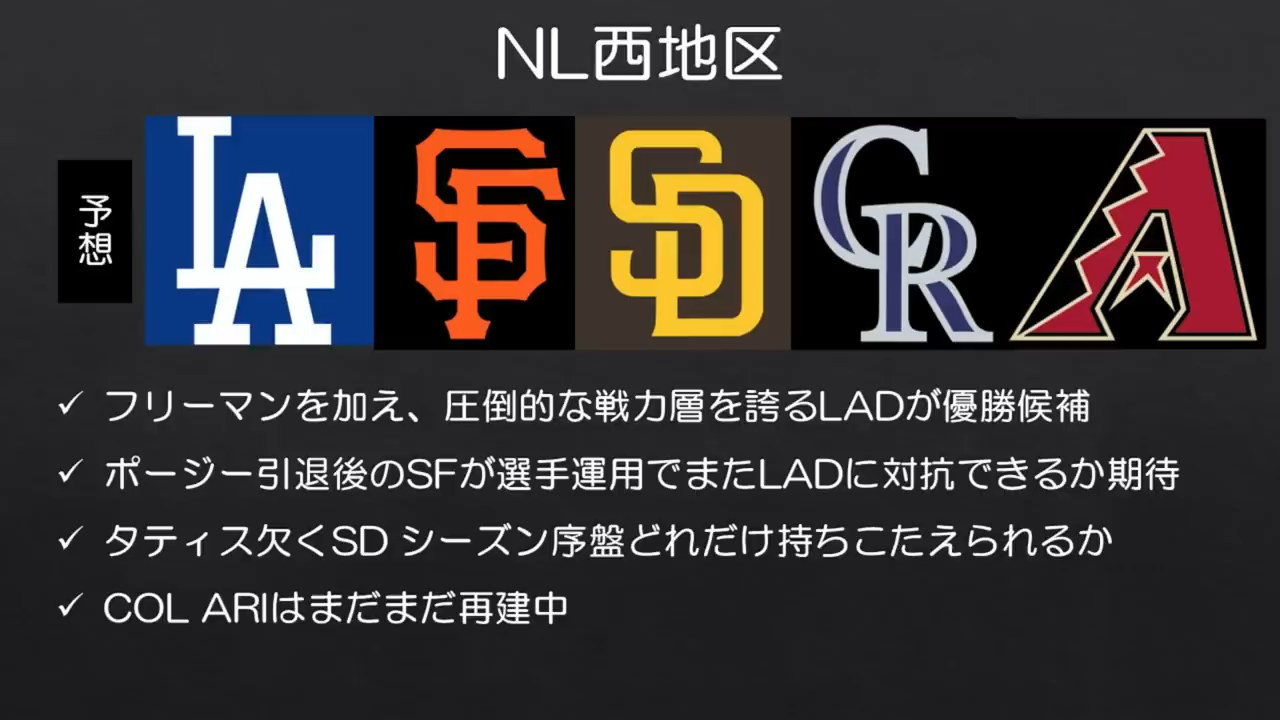 NL西地区
予想
LA SF SD CR A
フリーマンを加え、圧倒的な戦力層を誇るLADが優勝候補
ポージー引退後のSFが選手運用でまたLADに対抗できるか期待
タティス欠くSD シーズン序盤どれだけ持ちこたえられるか
COL ARIはまだまだ再建中